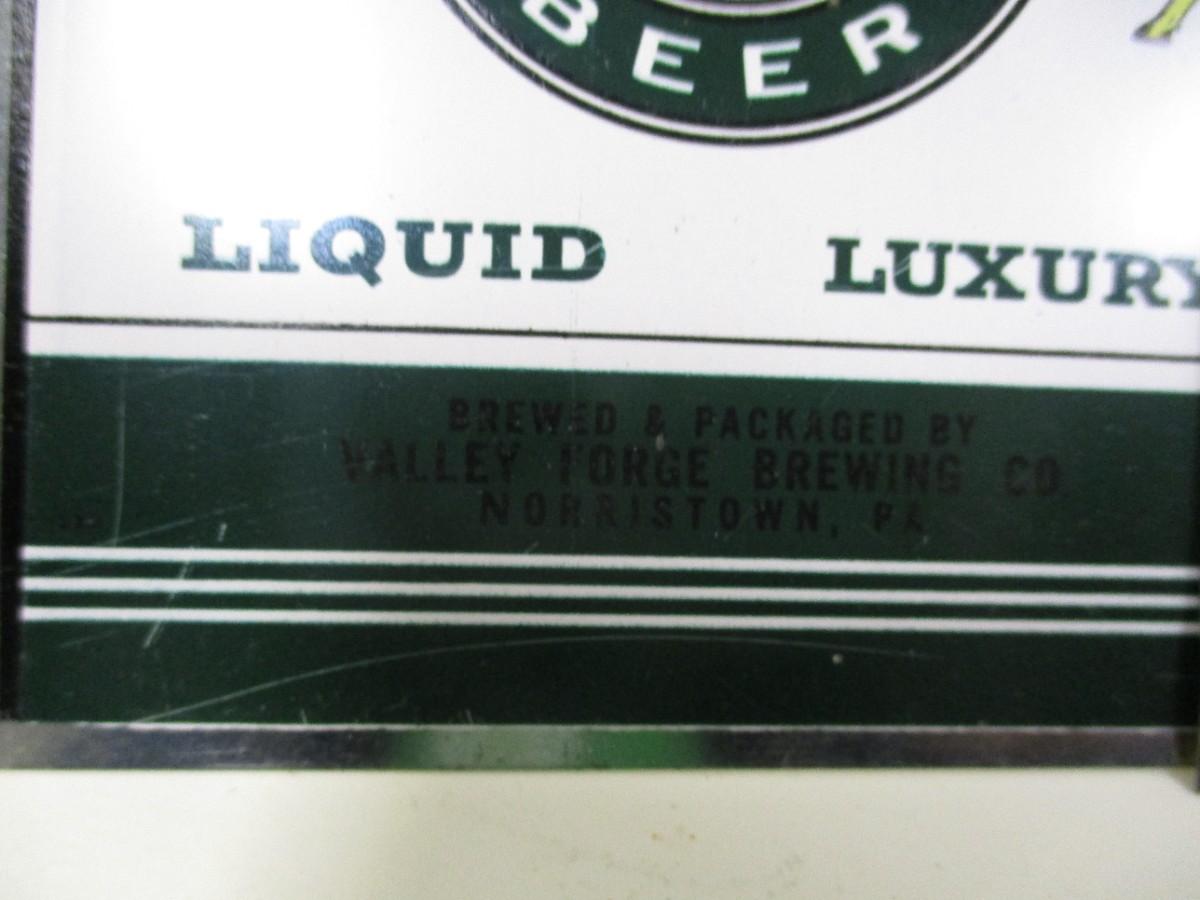 BEER
LIQUID LUXURY
BREWED & PACKAGED BY
VALLEY FORGE BREWING CO.
NORRISTOWN, PA